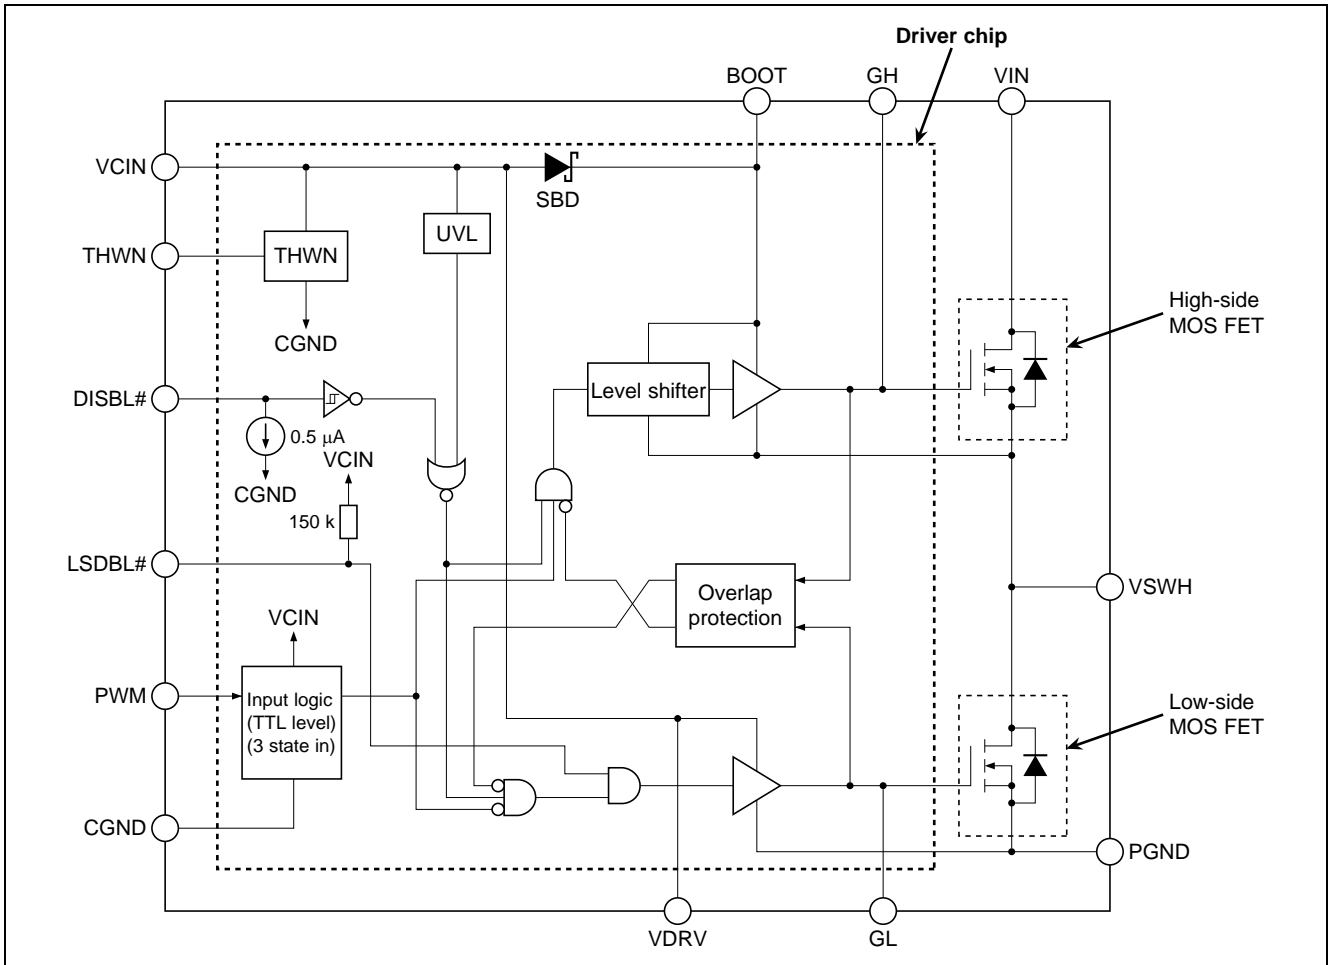 Driver chip
BOOT
GH
VIN
VCIN
SBD
UVL
THWN
THWN
CGND
High-side
MOS FET
Level shifter
DISBL#
0.5 µA
VCIN
CGND
150 k
LSDBL#
Overlap
protection
VSWH
VCIN
PWM
Input logic
(TTL level)
(3 state in)
Low-side
MOS FET
CGND
PGND
VDRV
GL